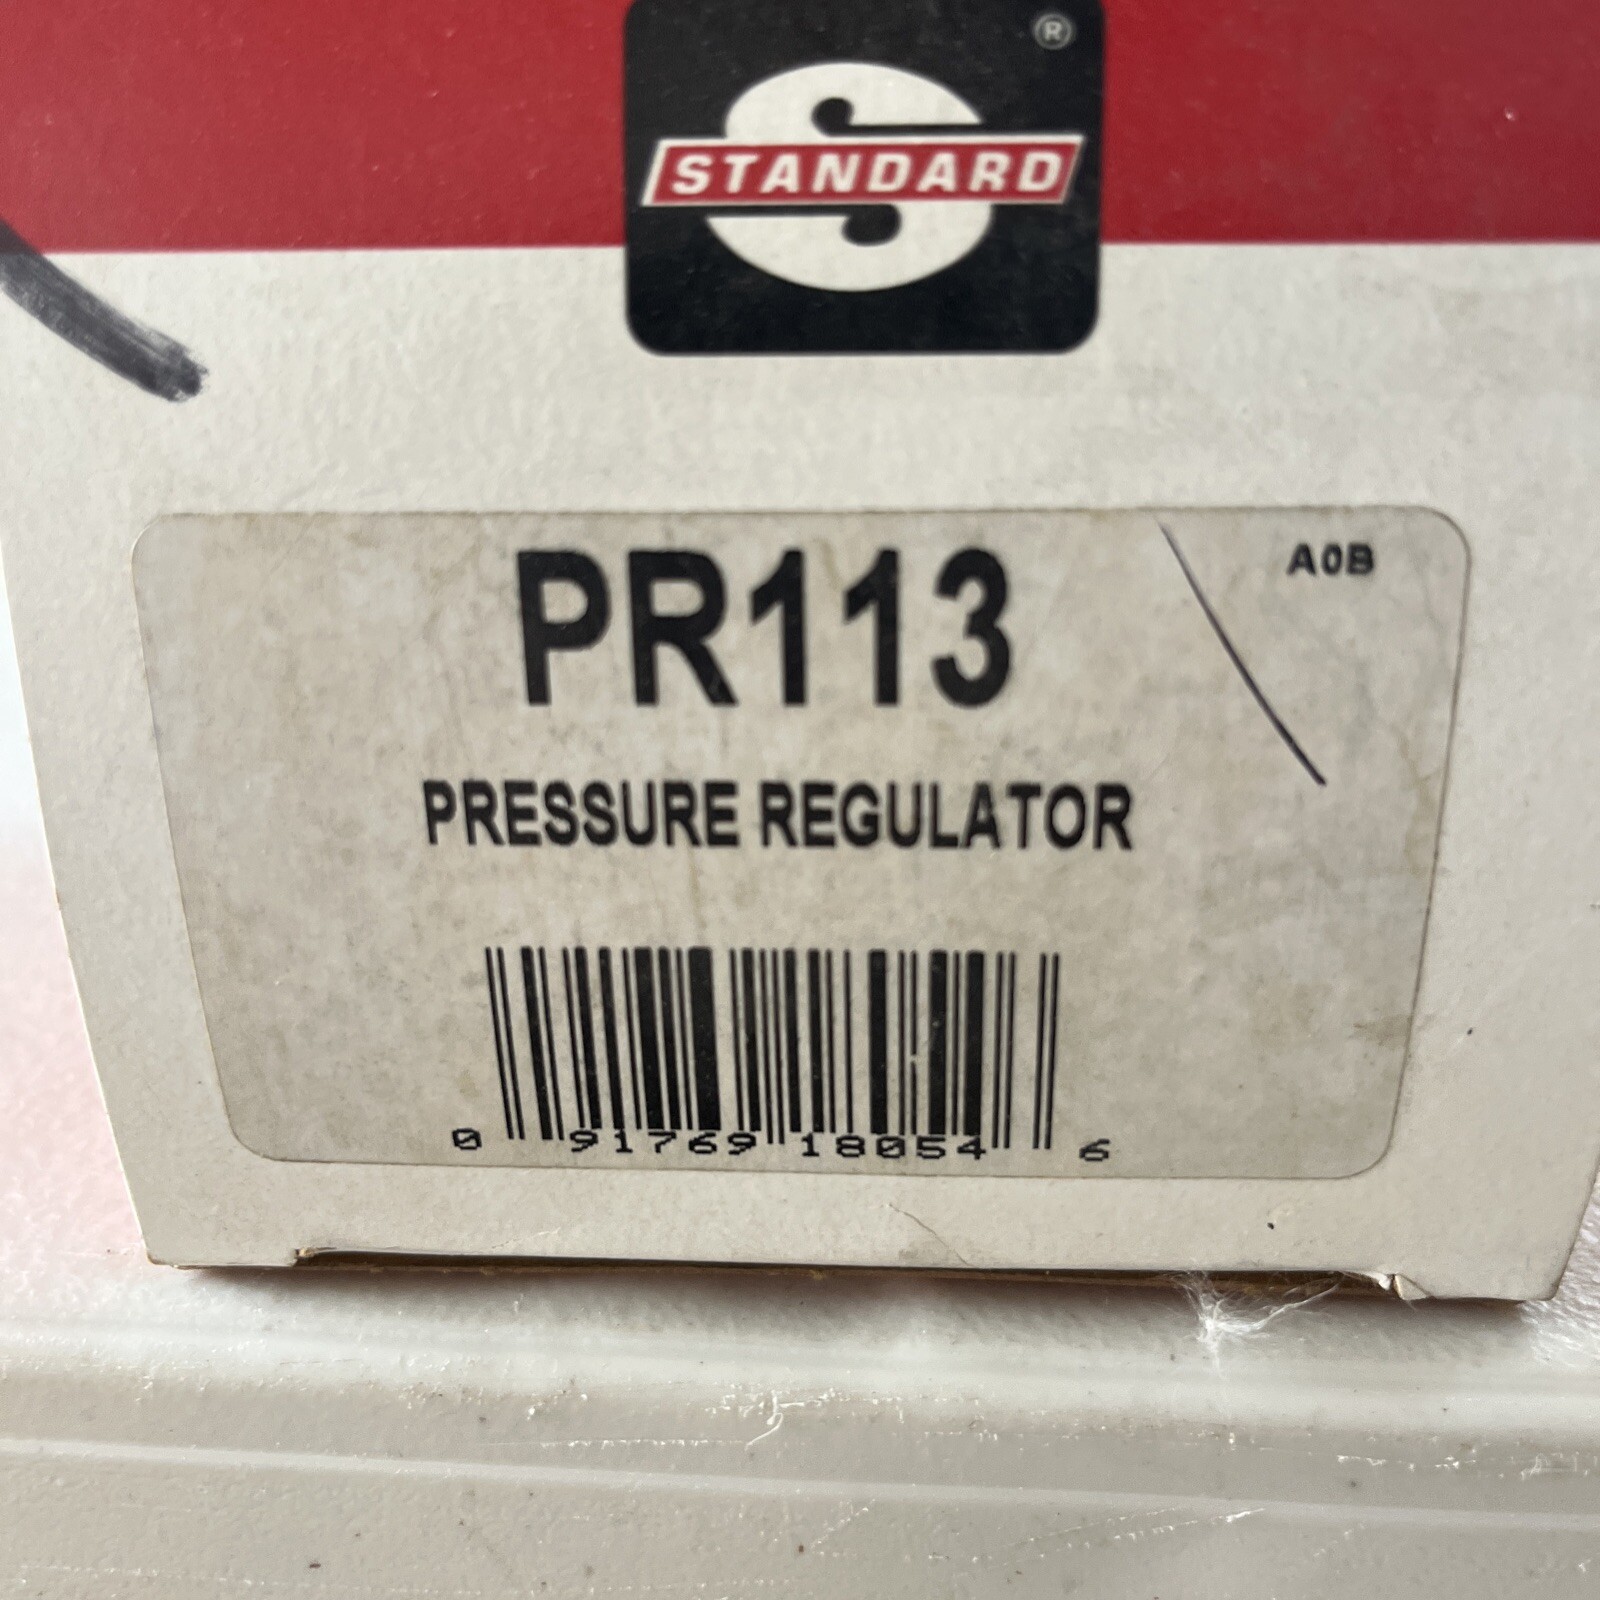 ®
STANDARD
A0B
PR113
PRESSURE REGULATOR
0 91769 18054 6